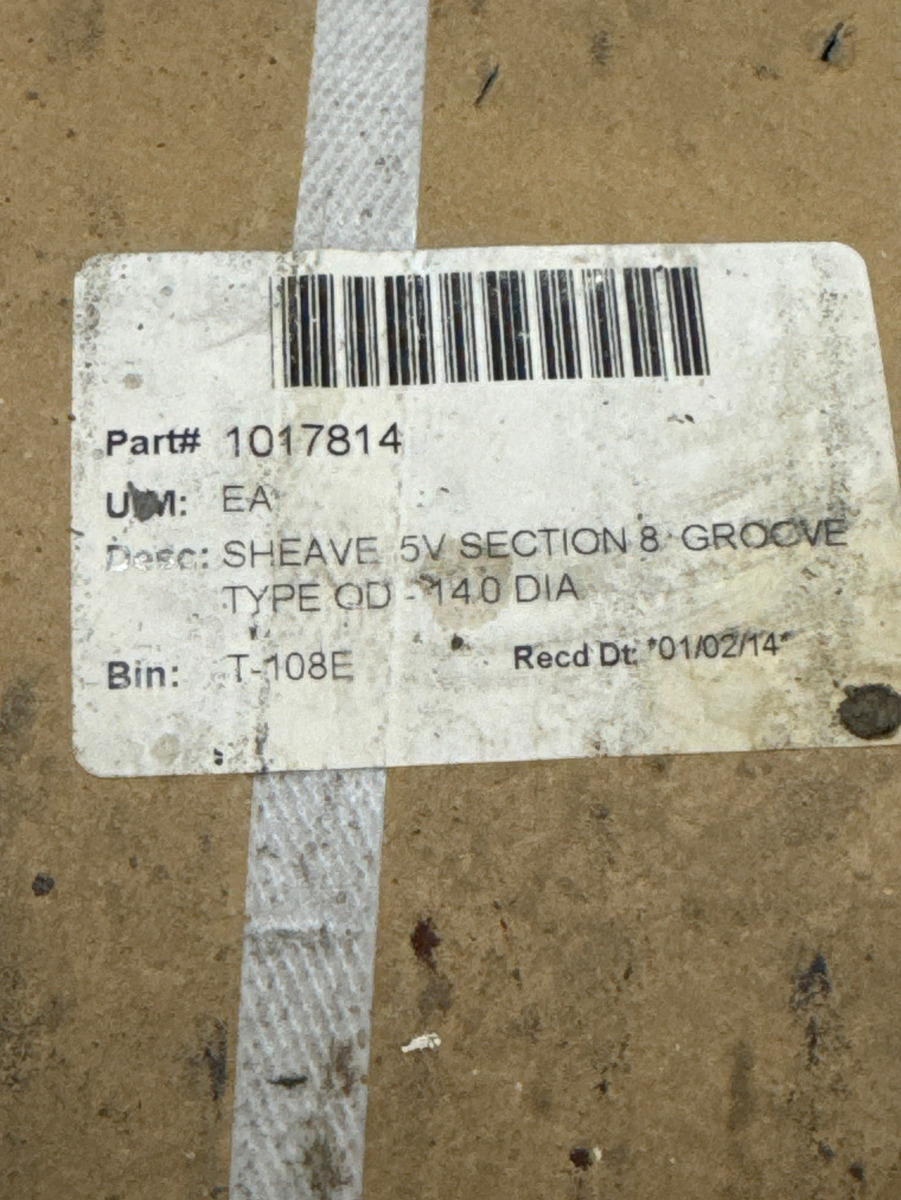 Part# 1017814
U/M: EA
Desc: SHEAVE 5V SECTION 8 GROOVE
TYPE QD - 14.0 DIA
Bin: T-108E Recd Dt: *01/02/14*